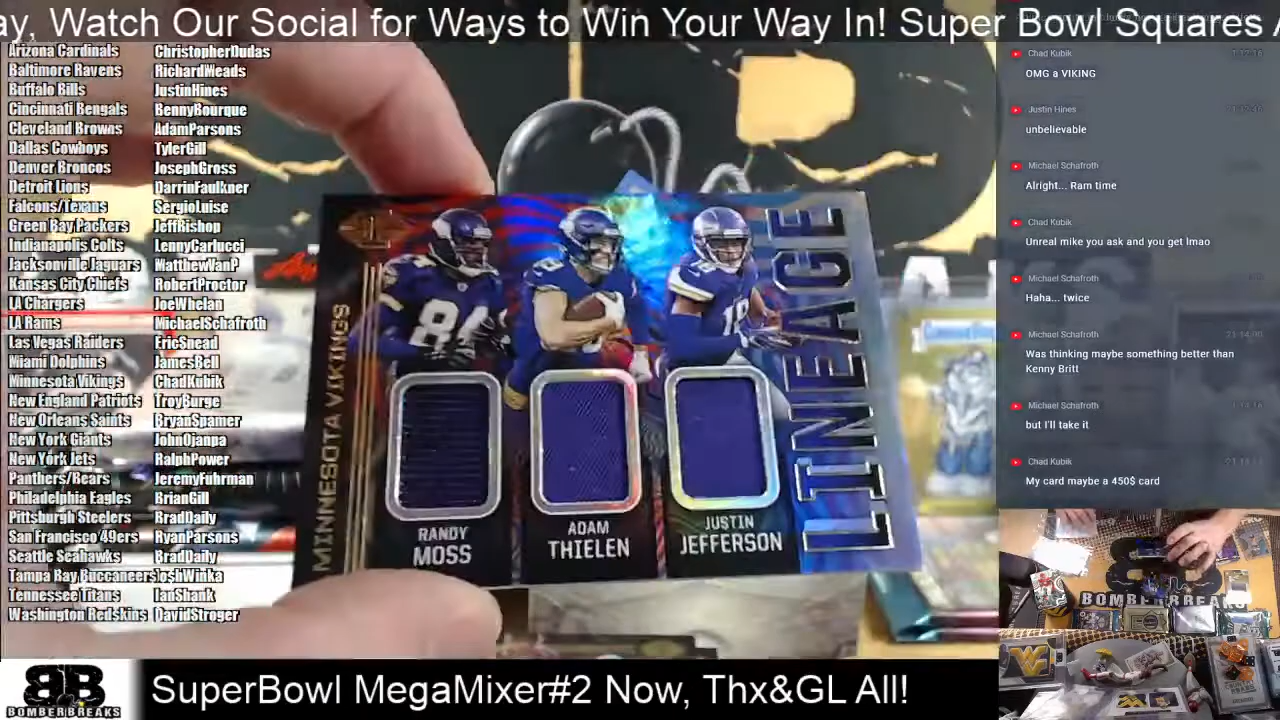 ay, Watch Our Social for Ways to Win Your Way In! Super Bowl Squares
Arizona Cardinals ChristopherDudas
Baltimore Ravens RichardMeads
Buffalo Bills JustinHines
Cincinnati Bengals RennyBourque
Cleveland Browns AdamParsons
Dallas Cowboys TylerGill
Denver Broncos JosephGross
Detroit Lions DarrinFaulkner
Falcons/Texans SergioLuise
Green Bay Packers JeffBishop
Indianapolis Colts LennyCarlucci
Jacksonville Jaguars MatthewVanP
Kansas City Chiefs RobertProctor
LA Chargers JoeWhelan
LA Rams MichaelSchafroth
Las Vegas Raiders EricSnead
Miami Dolphins JamesBell
Minnesota Vikings ChadKubik
New England Patriots TroyBurge
New Orleans Saints BryanSpamer
New York Giants JohnOjanpa
New York Jets RalphPower
Panthers/Bears JeremyFuhrman
Philadelphia Eagles BrianGill
Pittsburgh Steelers BradDaily
San Francisco 49ers RyanParsons
Seattle Seahawks BradDaily
Tampa Bay Buccaneers
Tennessee Titans IanShank
Washington Redskins DavidStroger
MINNESOTA VIKINGS
84
RANDY
MOSS
ADAM
THIELEN
JUSTIN
JEFFERSON
LINEAGE
Chad Kubik
OMG a VIKING
Justin Hines
unbelievable
Michael Schafroth
Alright... Ram time
Chad Kubik
Unreal mike you ask and you get lmao
Michael Schafroth
Haha... twice
Michael Schafroth
Was thinking maybe something better than
Kenny Britt
Michael Schafroth
but I'll take it
Chad Kubik
My card maybe a 450$ card
BOMBERBREAKS
BB
BOMBERBREAKS
SuperBowl MegaMixer#2 Now, Thx&GL All!